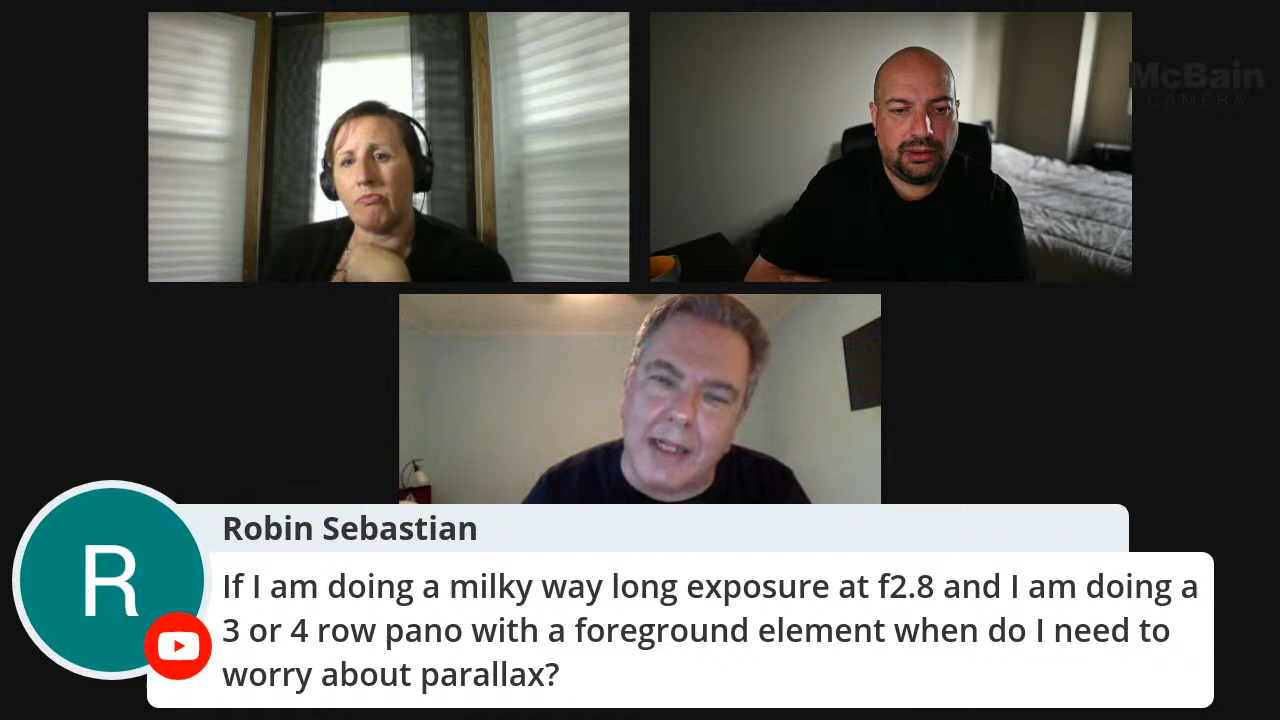 McBain
CAMERA
Robin Sebastian
R
If I am doing a milky way long exposure at f2.8 and I am doing a
3 or 4 row pano with a foreground element when do I need to
worry about parallax?